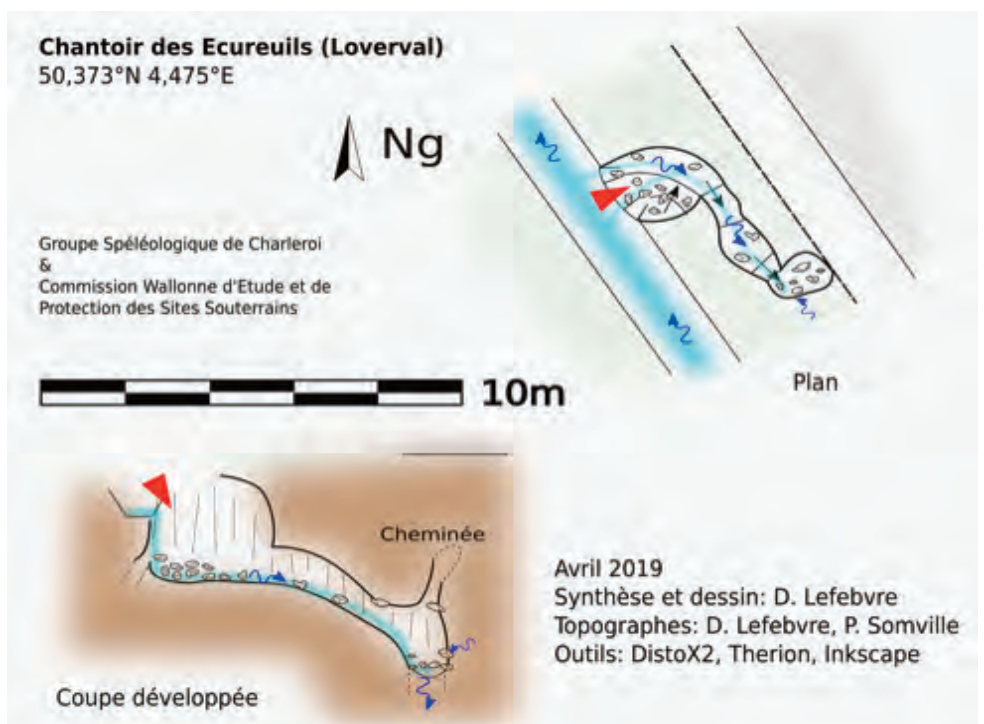 Chantoir des Ecureuils (Loverval)
50,373°N 4,475°E
Ng
Groupe Spéléologique de Charleroi
&
Commission Wallonne d'Etude et de
Protection des Sites Souterrains
10m
Plan
Cheminée
Coupe développée
Avril 2019
Synthèse et dessin: D. Lefebvre
Topographes: D. Lefebvre, P. Somville
Outils: DistoX2, Therion, Inkscape